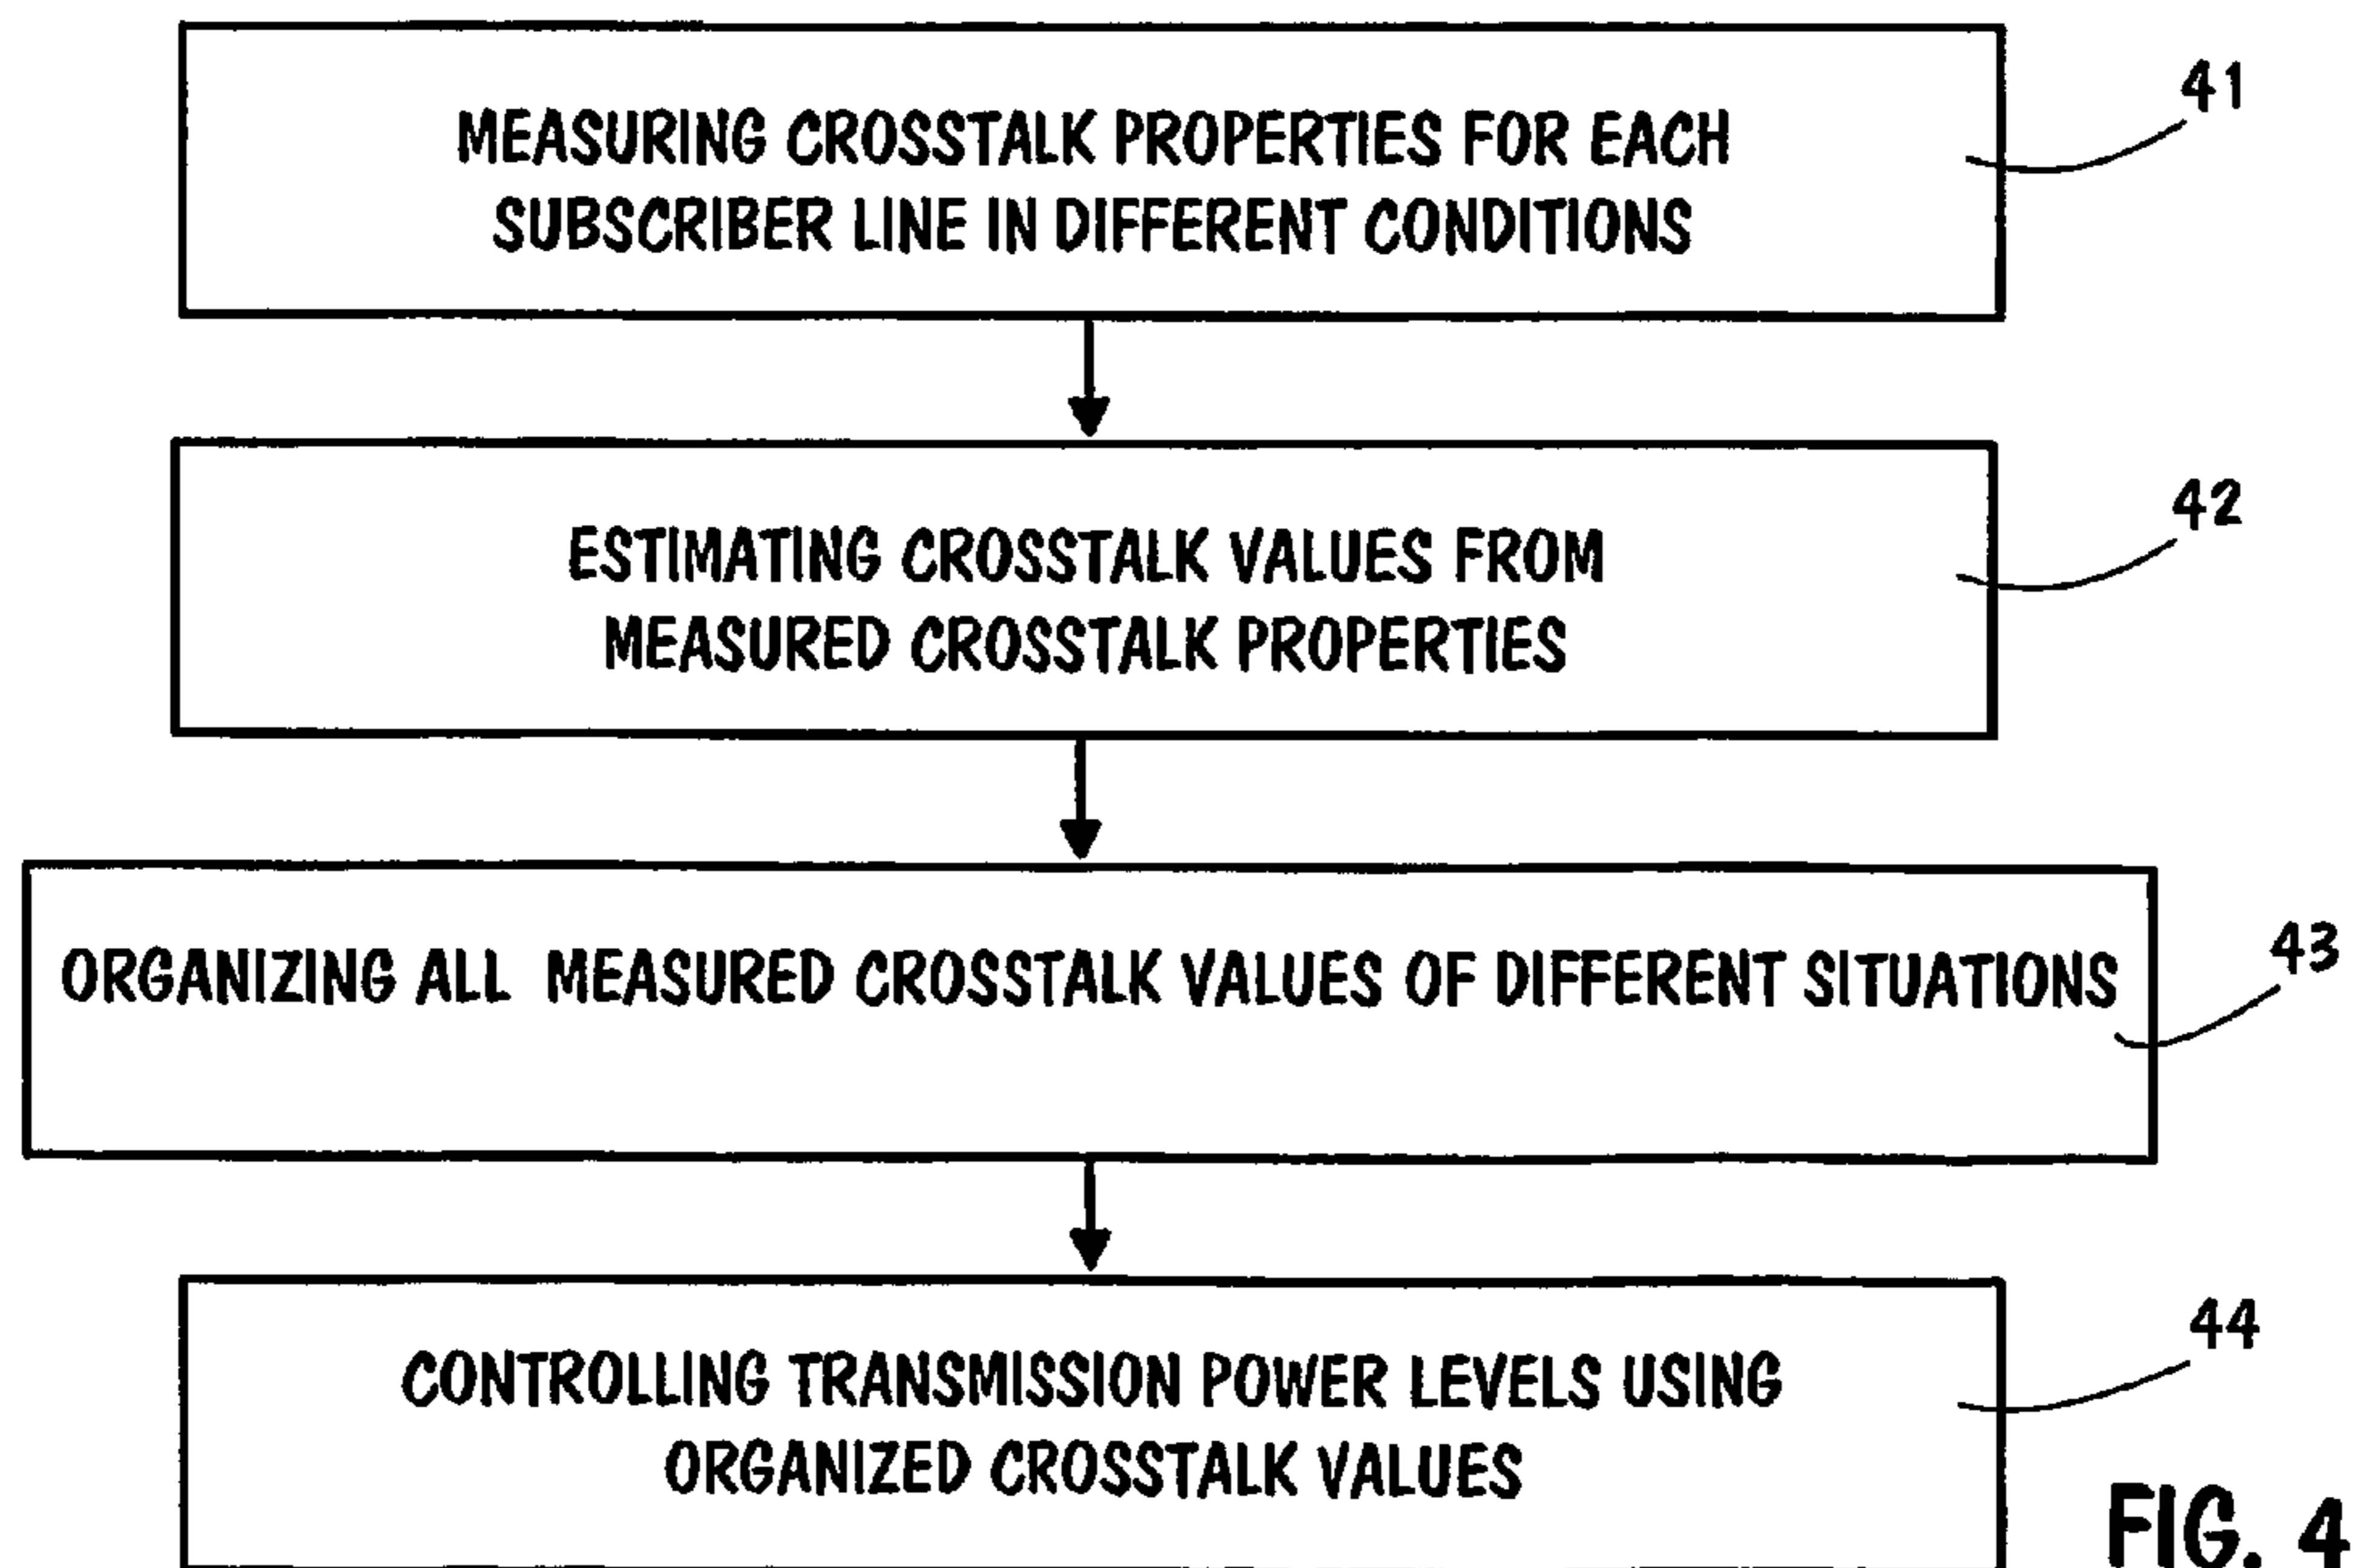 MEASURING CROSSTALK PROPERTIES FOR EACH
SUBSCRIBER LINE IN DIFFERENT CONDITIONS
41
ESTIMATING CROSSTALK VALUES FROM
MEASURED CROSSTALK PROPERTIES
42
ORGANIZING ALL MEASURED CROSSTALK VALUES OF DIFFERENT SITUATIONS
43
CONTROLLING TRANSMISSION POWER LEVELS USING
ORGANIZED CROSSTALK VALUES
44
FIG. 4